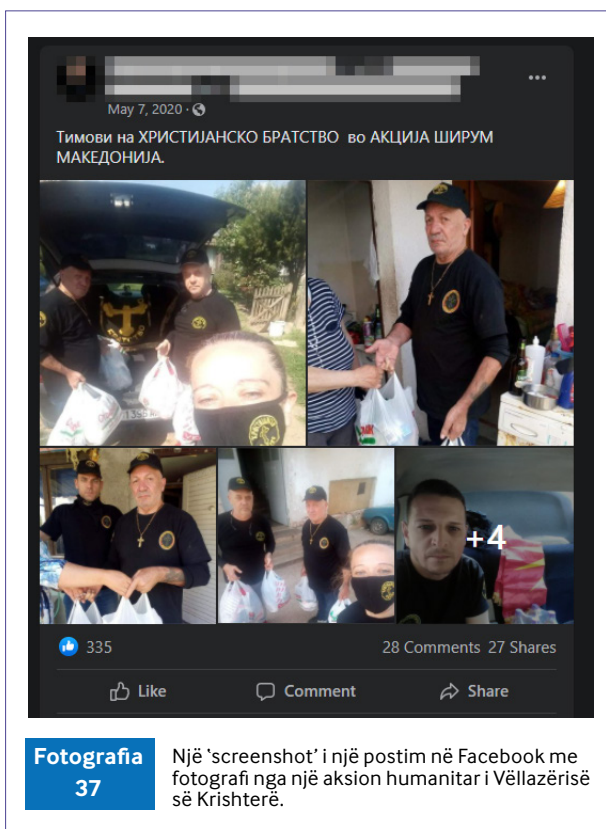 May 7, 2020
Тимови на ХРИСТИЈАНСКО БРАТСТВО во АКЦИЈА ШИРУМ
МАКЕДОНИЈА.
+4
335
28 Comments 27 Shares
Like Comment Share
Fotografia
37
Një ‘screenshot’ i një postim në Facebook me
fotografi nga një aksion humanitar i Vëllazërisë
së Krishterë.